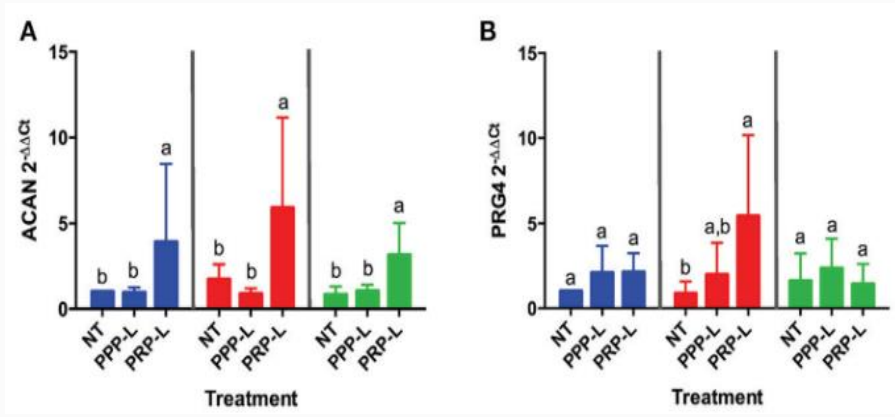 A
B
ACAN 2-ΔΔCt
15
10
5
0
b
b
a
b
b
a
b
b
a
NT
PPP-L
PRP-L
NT
PPP-L
PRP-L
NT
PPP-L
PRP-L
Treatment
PRG4 2-ΔΔCt
15
10
5
0
a
a
a
b
a,b
a
a
a
a
NT
PPP-L
PRP-L
NT
PPP-L
PRP-L
NT
PPP-L
PRP-L
Treatment